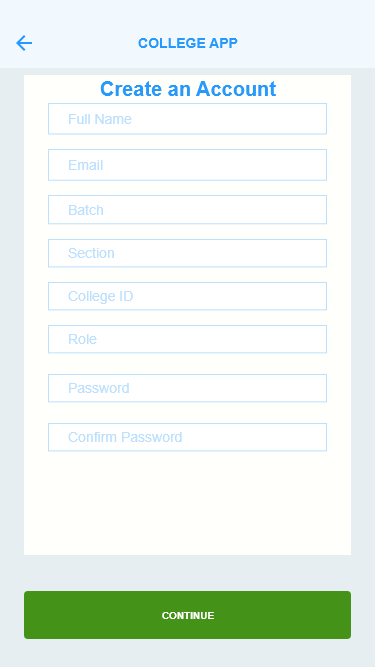 COLLEGE APP
Create an Account
Full Name
Email
Batch
Section
College ID
Role
Password
Confirm Password
CONTINUE